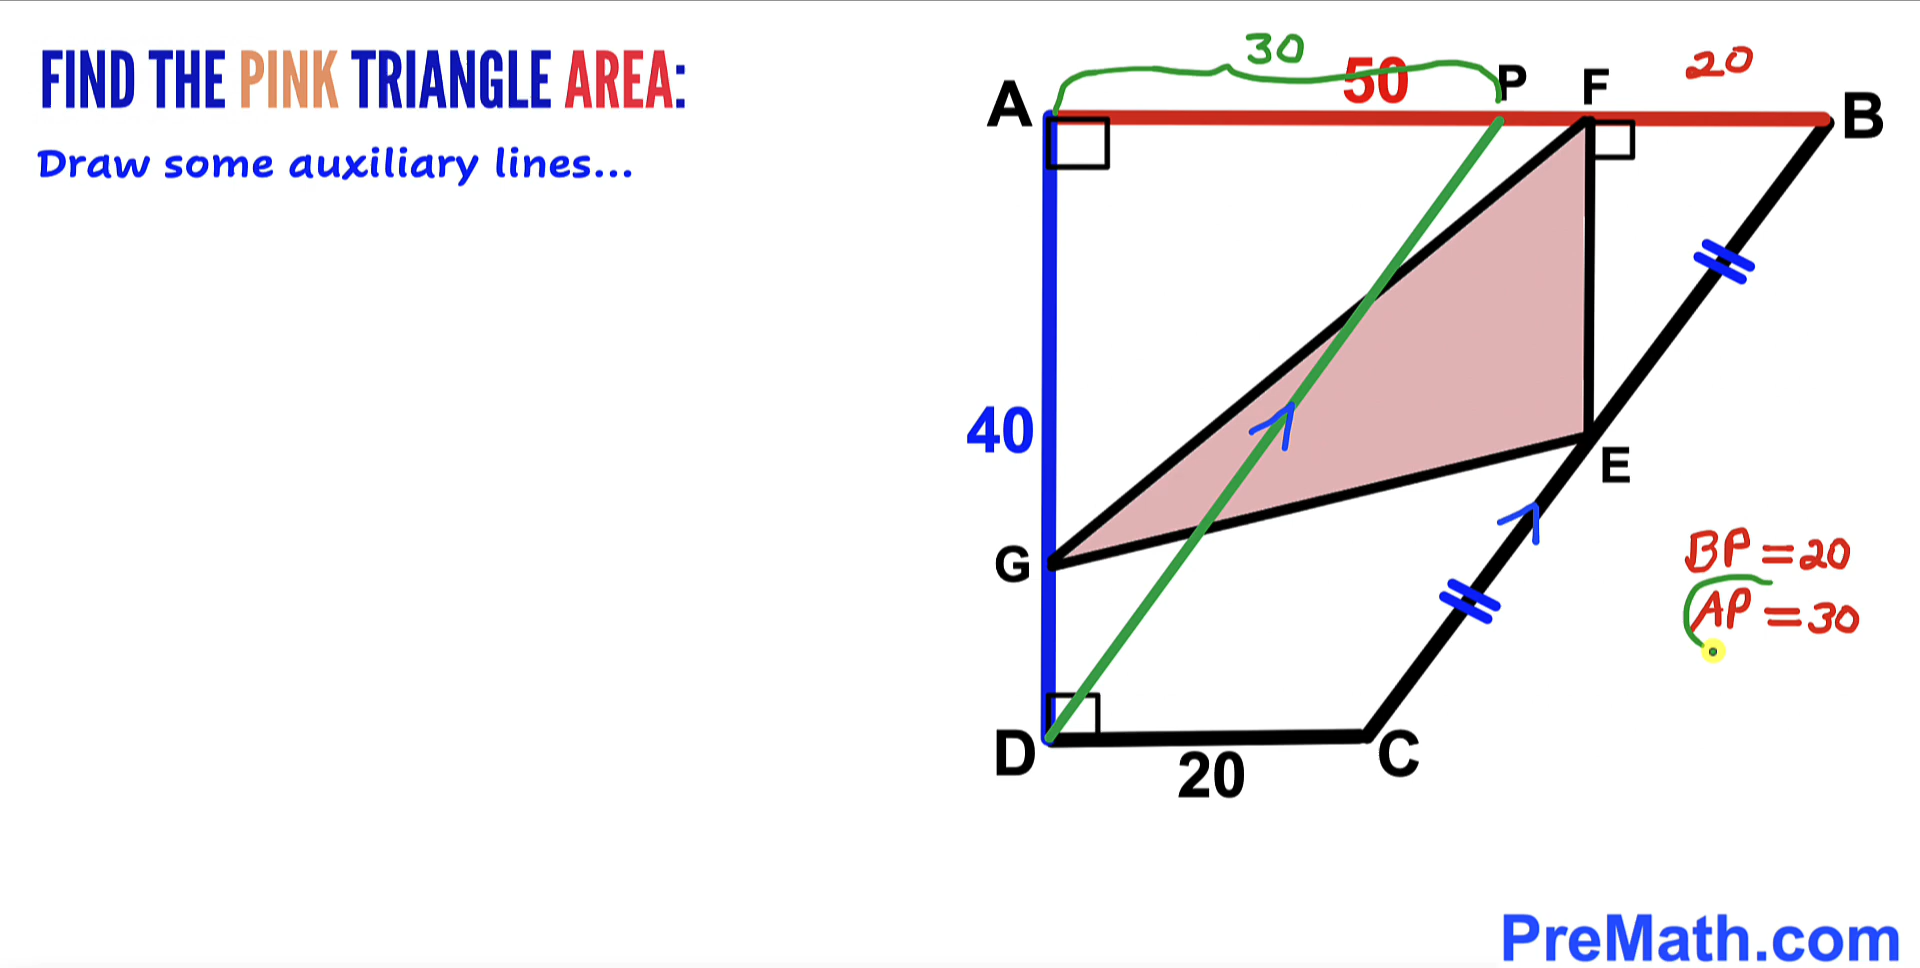 FIND THE PINK TRIANGLE AREA:
Draw some auxiliary lines...
30
50
P
F
20
A
B
40
G
E
BP=20
AP=30
D
C
20
PreMath.com